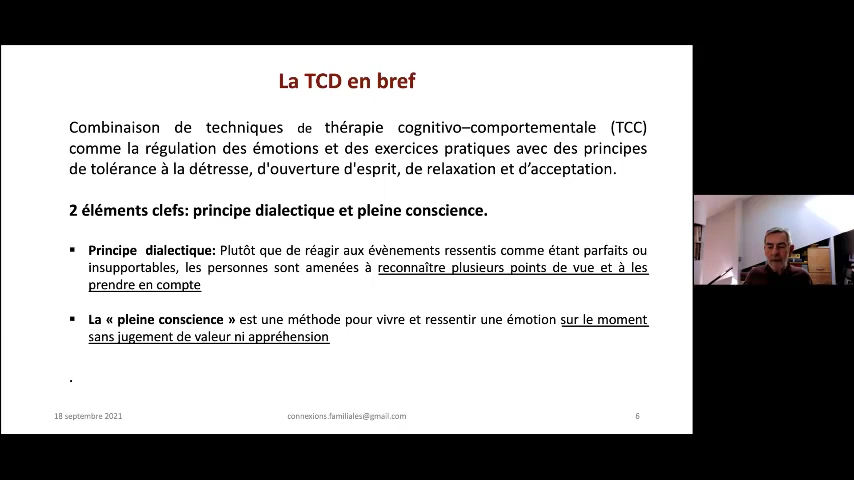 La TCD en bref
Combinaison de techniques de thérapie cognitivo–comportementale (TCC)
comme la régulation des émotions et des exercices pratiques avec des principes
de tolérance à la détresse, d'ouverture d'esprit, de relaxation et d’acceptation.
2 éléments clefs: principe dialectique et pleine conscience.
▪ Principe dialectique: Plutôt que de réagir aux évènements ressentis comme étant parfaits ou
insupportables, les personnes sont amenées à reconnaître plusieurs points de vue et à les
prendre en compte
▪ La « pleine conscience » est une méthode pour vivre et ressentir une émotion sur le moment
sans jugement de valeur ni appréhension
.
18 septembre 2021 connexions.familiales@gmail.com 6